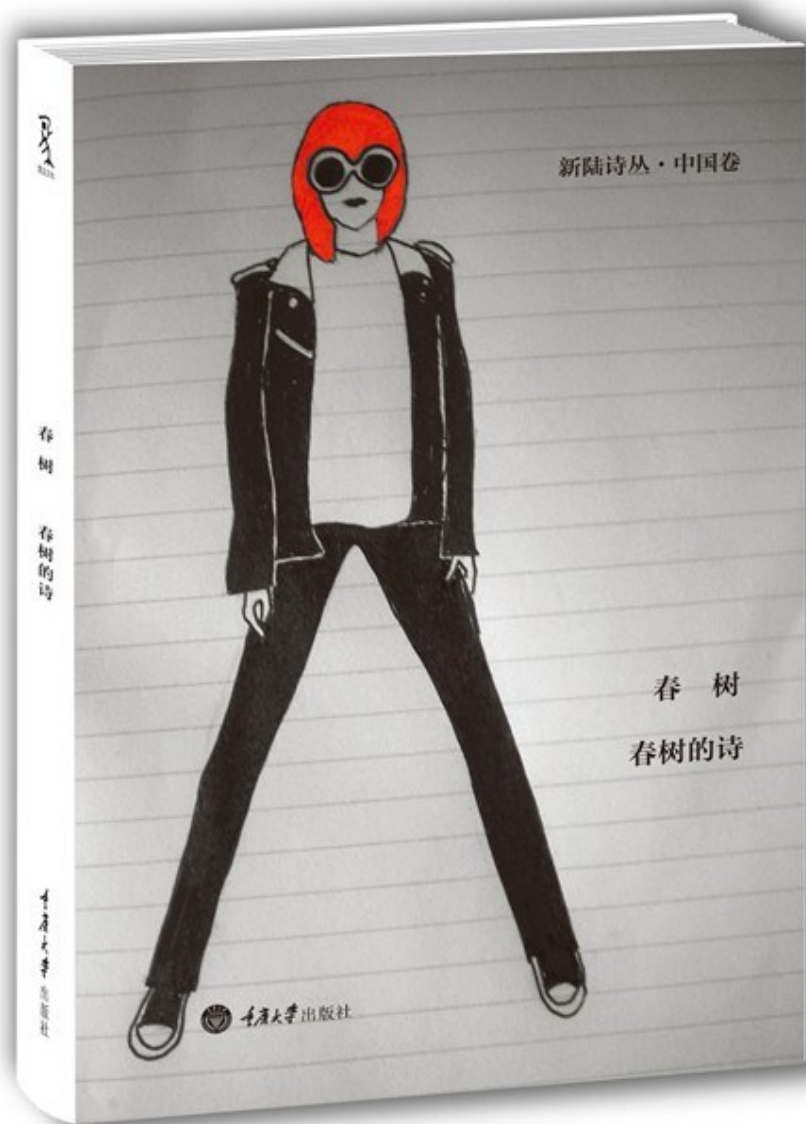 新陆诗丛·中国卷
春 树
春树的诗
重庆大学出版社
春 树
春树的诗
重庆大学出版社